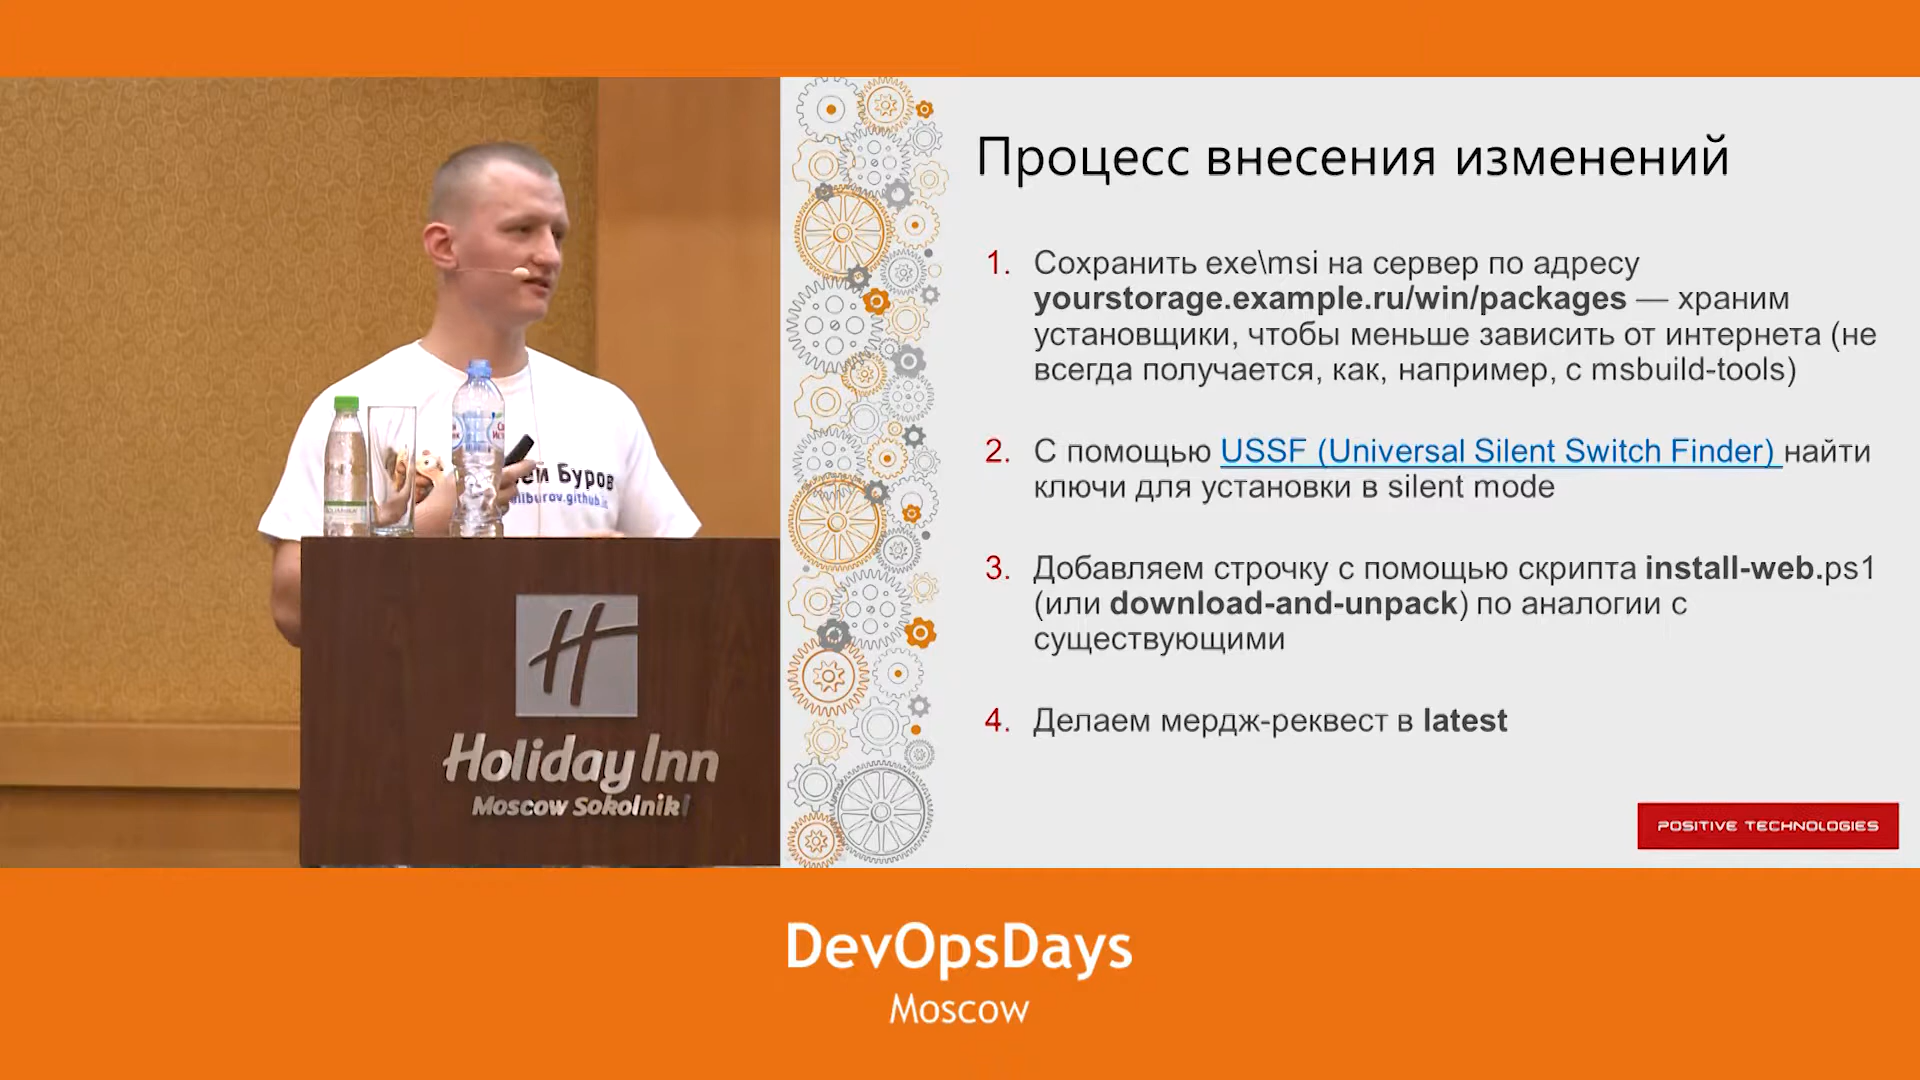 Процесс внесения изменений
1. Сохранить exe\msi на сервер по адресу
yourstorage.example.ru/win/packages — храним
установщики, чтобы меньше зависить от интернета (не
всегда получается, как, например, с msbuild-tools)
2. С помощью USSF (Universal Silent Switch Finder) найти
ключи для установки в silent mode
3. Добавляем строчку с помощью скрипта install-web.ps1
(или download-and-unpack) по аналогии с
существующими
4. Делаем мердж-реквест в latest
POSITIVE TECHNOLOGIES
Буров
Holiday Inn
Moscow Sokolniki
DevOpsDays
Moscow